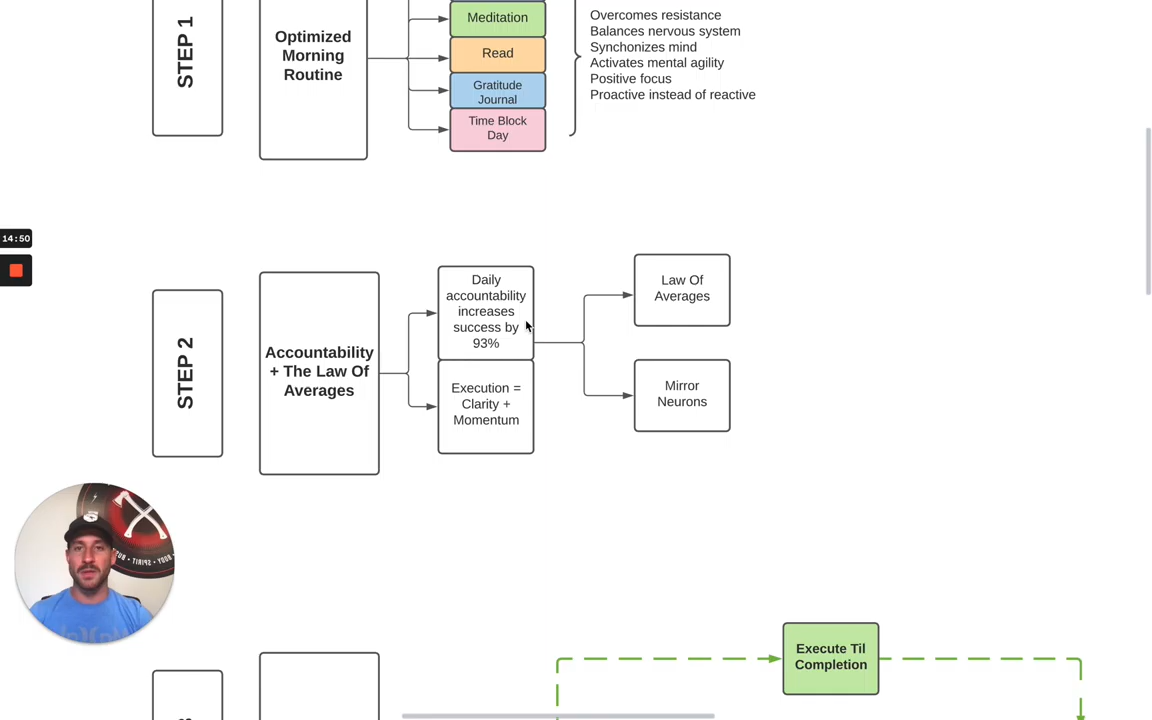 STEP 1
Optimized
Morning
Routine
Meditation
Read
Gratitude
Journal
Time Block
Day
Overcomes resistance
Balances nervous system
Synchonizes mind
Activates mental agility
Positive focus
Proactive instead of reactive
14:50
STEP 2
Accountability
+ The Law Of
Averages
Daily
accountability
increases
success by
93%
Execution =
Clarity +
Momentum
Law Of
Averages
Mirror
Neurons
Execute Til
Completion